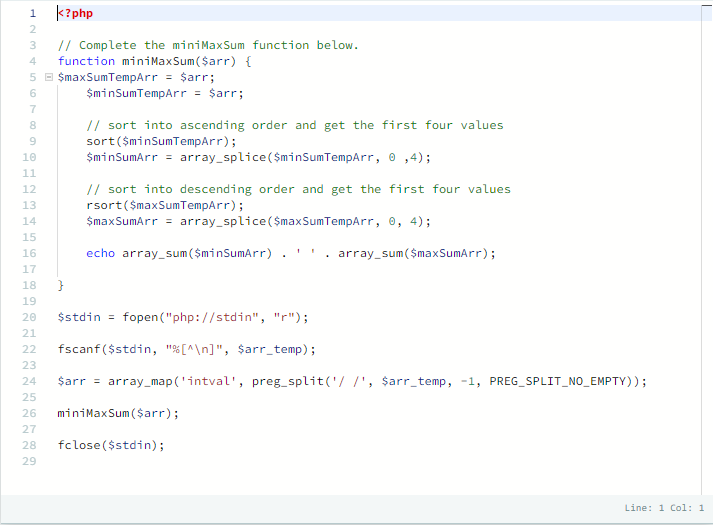 1 <?php
2
3 // Complete the miniMaxSum function below.
4 function miniMaxSum($arr) {
5 $maxSumTempArr = $arr;
6     $minSumTempArr = $arr;
7
8     // sort into ascending order and get the first four values
9     sort($minSumTempArr);
10     $minSumArr = array_splice($minSumTempArr, 0 ,4);
11
12     // sort into descending order and get the first four values
13     rsort($maxSumTempArr);
14     $maxSumArr = array_splice($maxSumTempArr, 0, 4);
15
16     echo array_sum($minSumArr) . ' ' . array_sum($maxSumArr);
17
18 }
19
20 $stdin = fopen("php://stdin", "r");
21
22 fscanf($stdin, "%[^\n]", $arr_temp);
23
24 $arr = array_map('intval', preg_split('/ /', $arr_temp, -1, PREG_SPLIT_NO_EMPTY));
25
26 miniMaxSum($arr);
27
28 fclose($stdin);
29
Line: 1 Col: 1